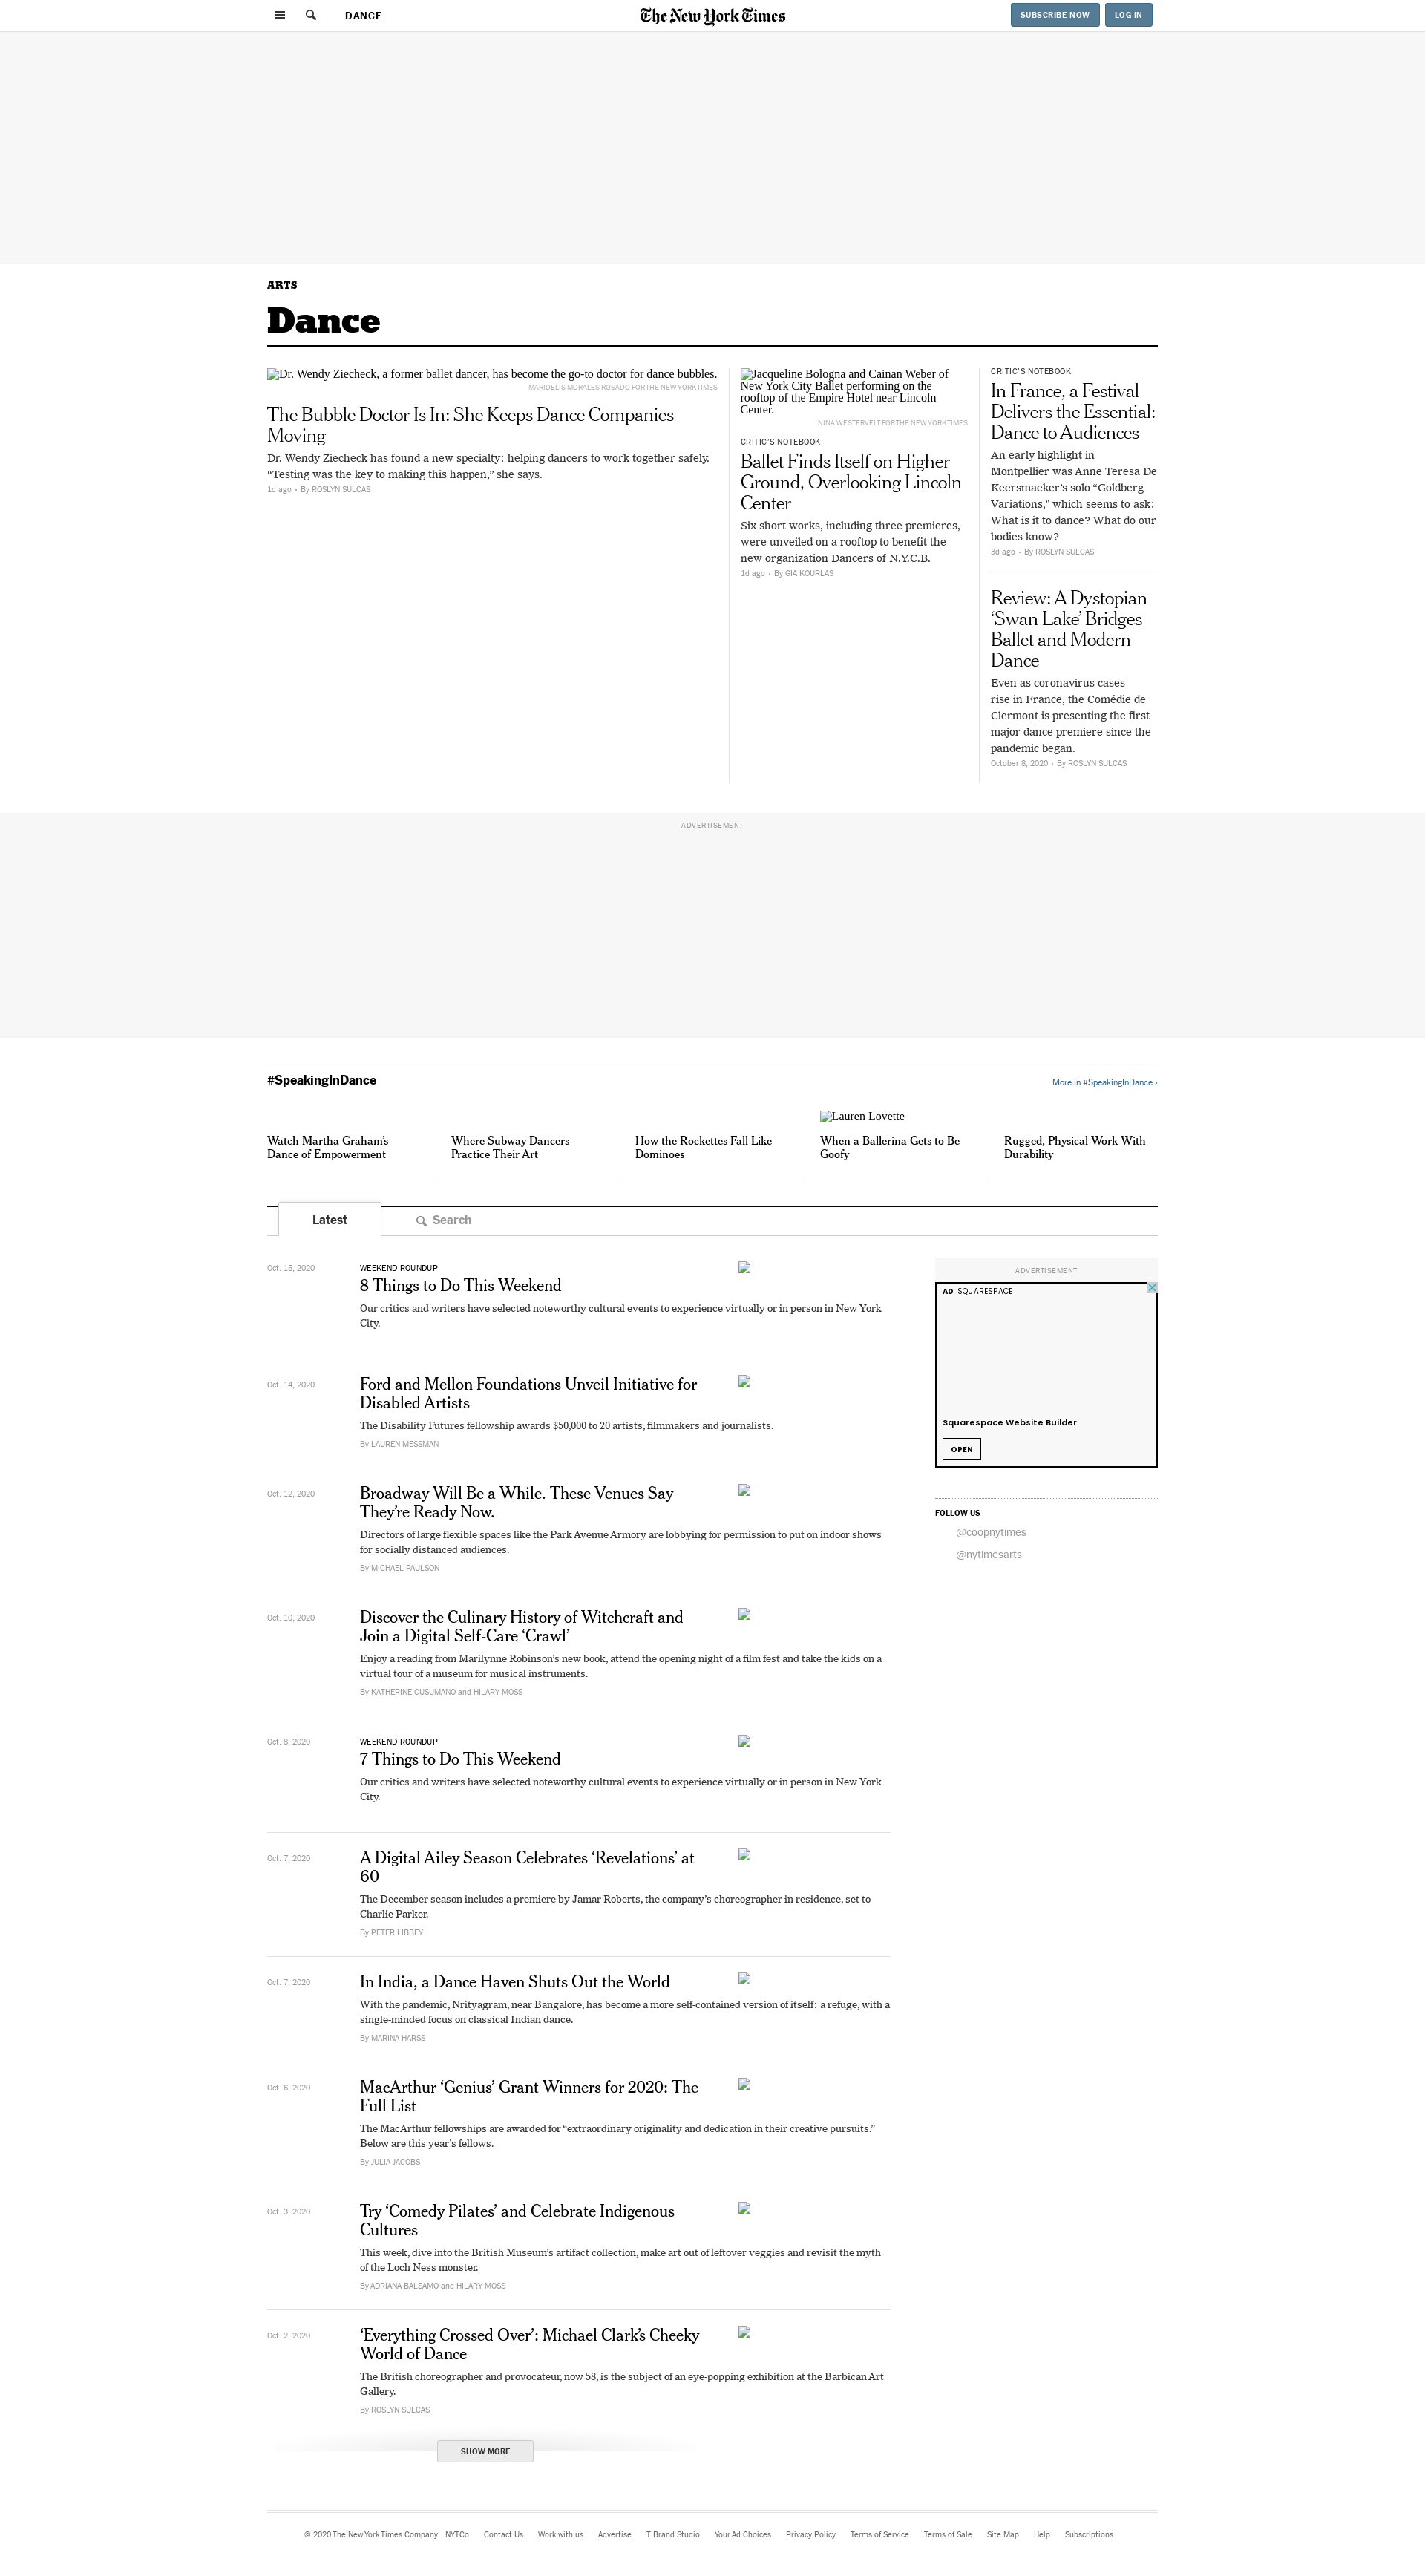 DANCE
The New York Times
SUBSCRIBE NOW
LOG IN
ARTS
Dance
Dr. Wendy Ziecheck, a former ballet dancer, has become the go-to doctor for dance bubbles.
MARIDELIS MORALES ROSADO FOR THE NEW YORK TIMES
The Bubble Doctor Is In: She Keeps Dance Companies
Moving
Dr. Wendy Ziecheck has found a new specialty: helping dancers to work together safely.
“Testing was the key to making this happen,” she says.
1d ago • By ROSLYN SULCAS
Jacqueline Bologna and Cainan Weber of
New York City Ballet performing on the
rooftop of the Empire Hotel near Lincoln
Center.
NINA WESTERVELT FOR THE NEW YORK TIMES
CRITIC’S NOTEBOOK
Ballet Finds Itself on Higher
Ground, Overlooking Lincoln
Center
Six short works, including three premieres,
were unveiled on a rooftop to benefit the
new organization Dancers of N.Y.C.B.
1d ago • By GIA KOURLAS
CRITIC’S NOTEBOOK
In France, a Festival
Delivers the Essential:
Dance to Audiences
An early highlight in
Montpellier was Anne Teresa De
Keersmaeker’s solo “Goldberg
Variations,” which seems to ask:
What is it to dance? What do our
bodies know?
3d ago • By ROSLYN SULCAS
Review: A Dystopian
‘Swan Lake’ Bridges
Ballet and Modern
Dance
Even as coronavirus cases
rise in France, the Comédie de
Clermont is presenting the first
major dance premiere since the
pandemic began.
October 8, 2020 • By ROSLYN SULCAS
ADVERTISEMENT
#SpeakingInDance
More in #SpeakingInDance ›
Watch Martha Graham’s
Dance of Empowerment
Where Subway Dancers
Practice Their Art
How the Rockettes Fall Like
Dominoes
Lauren Lovette
When a Ballerina Gets to Be
Goofy
Rugged, Physical Work With
Durability
Latest
Search
Oct. 15, 2020
WEEKEND ROUNDUP
8 Things to Do This Weekend
Our critics and writers have selected noteworthy cultural events to experience virtually or in person in New York
City.
Oct. 14, 2020
Ford and Mellon Foundations Unveil Initiative for
Disabled Artists
The Disability Futures fellowship awards $50,000 to 20 artists, filmmakers and journalists.
By LAUREN MESSMAN
Oct. 12, 2020
Broadway Will Be a While. These Venues Say
They’re Ready Now.
Directors of large flexible spaces like the Park Avenue Armory are lobbying for permission to put on indoor shows
for socially distanced audiences.
By MICHAEL PAULSON
Oct. 10, 2020
Discover the Culinary History of Witchcraft and
Join a Digital Self-Care ‘Crawl’
Enjoy a reading from Marilynne Robinson’s new book, attend the opening night of a film fest and take the kids on a
virtual tour of a museum for musical instruments.
By KATHERINE CUSUMANO and HILARY MOSS
Oct. 8, 2020
WEEKEND ROUNDUP
7 Things to Do This Weekend
Our critics and writers have selected noteworthy cultural events to experience virtually or in person in New York
City.
Oct. 7, 2020
A Digital Ailey Season Celebrates ‘Revelations’ at
60
The December season includes a premiere by Jamar Roberts, the company’s choreographer in residence, set to
Charlie Parker.
By PETER LIBBEY
Oct. 7, 2020
In India, a Dance Haven Shuts Out the World
With the pandemic, Nrityagram, near Bangalore, has become a more self-contained version of itself: a refuge, with a
single-minded focus on classical Indian dance.
By MARINA HARSS
Oct. 6, 2020
MacArthur ‘Genius’ Grant Winners for 2020: The
Full List
The MacArthur fellowships are awarded for “extraordinary originality and dedication in their creative pursuits.”
Below are this year’s fellows.
By JULIA JACOBS
Oct. 3, 2020
Try ‘Comedy Pilates’ and Celebrate Indigenous
Cultures
This week, dive into the British Museum’s artifact collection, make art out of leftover veggies and revisit the myth
of the Loch Ness monster.
By ADRIANA BALSAMO and HILARY MOSS
Oct. 2, 2020
‘Everything Crossed Over’: Michael Clark’s Cheeky
World of Dance
The British choreographer and provocateur, now 58, is the subject of an eye-popping exhibition at the Barbican Art
Gallery.
By ROSLYN SULCAS
SHOW MORE
ADVERTISEMENT
AD SQUARESPACE
Squarespace Website Builder
OPEN
FOLLOW US
@coopnytimes
@nytimesarts
© 2020 The New York Times Company NYTCo Contact Us Work with us Advertise T Brand Studio Your Ad Choices Privacy Policy Terms of Service Terms of Sale Site Map Help Subscriptions